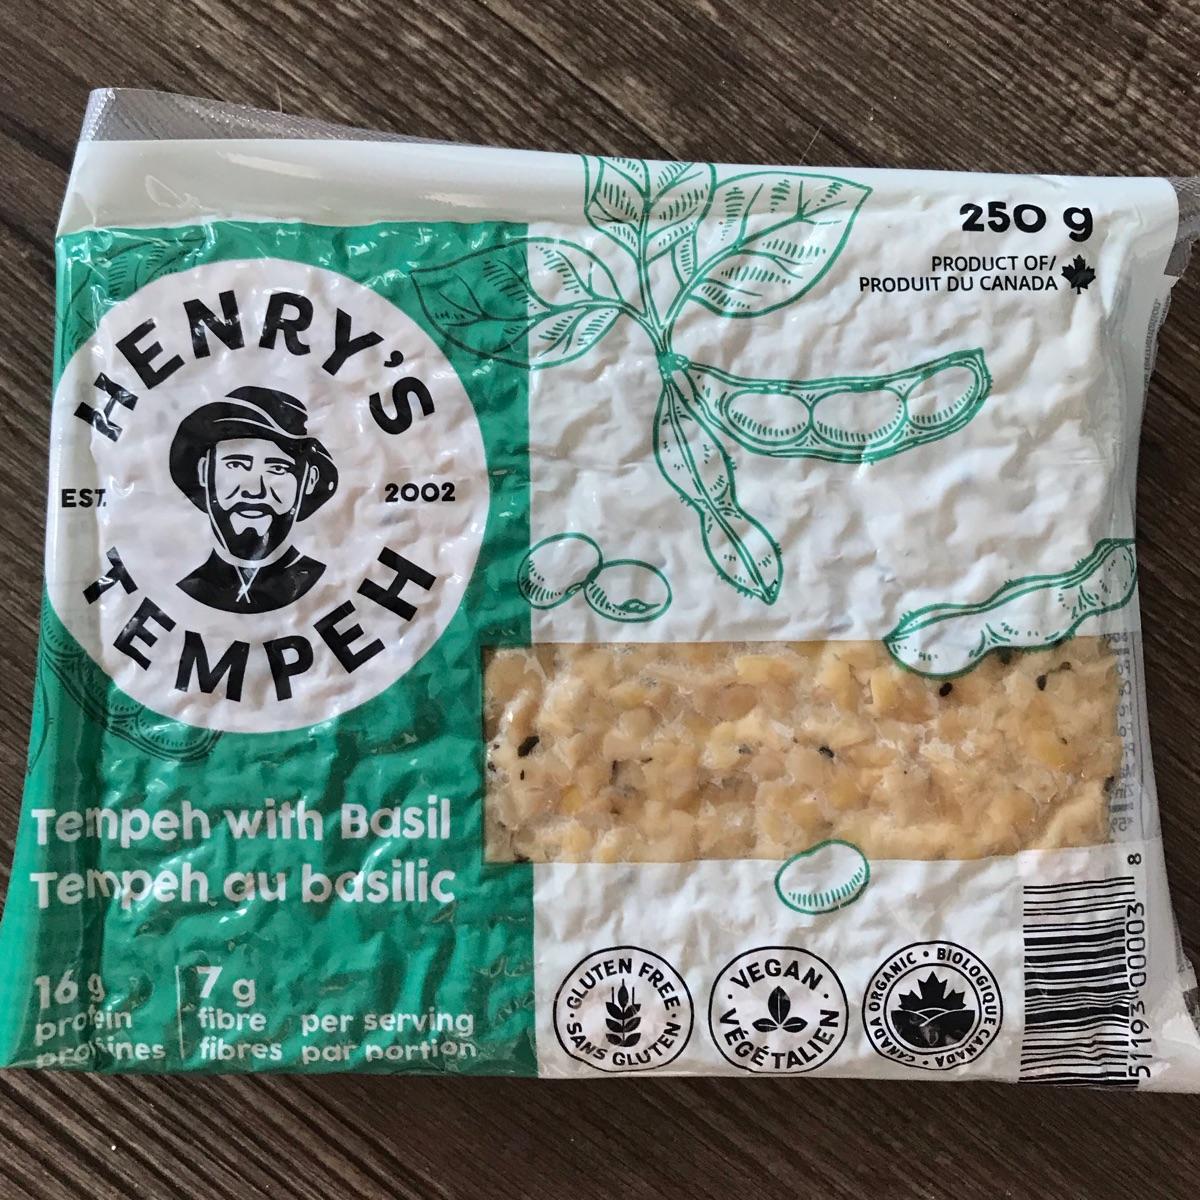 HENRY'S
EST. 2002
TEMPEH
250 g
PRODUCT OF/
PRODUIT DU CANADA
Tempeh with Basil
Tempeh au basilic
16 g
protein
protéines
7 g
fibre
fibres
per serving
par portion
GLUTEN FREE
SANS GLUTEN
VEGAN
VÉGÉTALIEN
CANADA ORGANIC • BIOLOGIQUE CANADA •
51193 00003 8